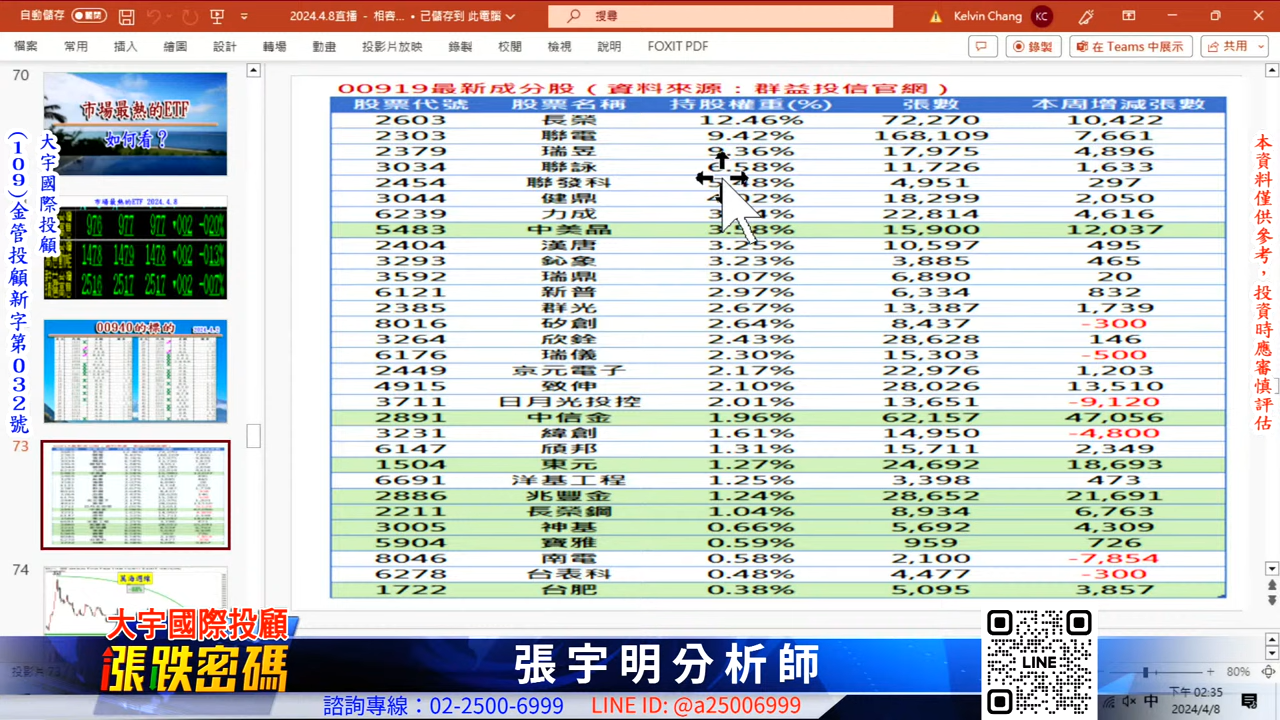 自動儲存
2024.4.8直播 - 相容... • 已儲存到 此電腦
搜尋
Kelvin Chang
KC
檔案
常用
插入
繪圖
設計
轉場
動畫
投影片放映
錄製
校閱
檢視
說明
FOXIT PDF
錄製
在 Teams 中展示
共用
70
市場最熱的ETF
如何看？
市場最熱的ETF 2024.4.8
00940的標的
2024.4.2
73
74
大宇國際投顧
(109)金管投顧新字第032號
00919最新成分股（資料來源：群益投信官網）
股票代號 股票名稱 持股權重(%) 張數 本周增減張數
2603 長榮 12.46% 72,270 10,422
2303 聯電 9.42% 168,109 7,661
2379 瑞昱 9.36% 17,975 4,896
3034 聯詠 6.58% 11,726 1,633
2454 聯發科 4,951 297
3044 健鼎 18,299 2,050
6239 力成 22,814 4,616
5483 中美晶 3.58% 15,900 12,037
2404 漢唐 3.25% 10,597 495
3293 鈊象 3.23% 3,885 465
3592 瑞鼎 3.07% 6,890 20
6121 新普 2.97% 6,334 832
2385 群光 2.67% 13,387 1,739
8016 矽創 2.64% 8,437 -300
3264 欣銓 2.43% 28,628 146
6176 瑞儀 2.30% 15,303 -500
2449 京元電子 2.17% 22,976 1,203
4915 致伸 2.10% 28,026 13,510
3711 日月光投控 2.01% 13,651 -9,120
2891 中信金 1.96% 62,157 47,056
3231 緯創 1.61% 14,950 -4,800
6147 頎邦 1.31% 15,711 2,349
1504 東元 1.27% 24,692 18,693
6691 洋基工程 1.25% 3,398 473
2886 兆豐金 1.24% 28,652 21,691
2211 長榮鋼 1.04% 8,934 6,763
3005 神基 0.66% 5,692 4,309
5904 寶雅 0.59% 959 726
8046 南電 0.58% 2,100 -7,854
6278 台表科 0.48% 4,477 -300
1722 台肥 0.38% 5,095 3,857
本資料僅供參考，投資時應審慎評估
大宇國際投顧
漲跌密碼
張宇明分析師
諮詢專線：02-2500-6999 LINE ID: @a25006999
LINE
80%
中
下午 02:35
2024/4/8